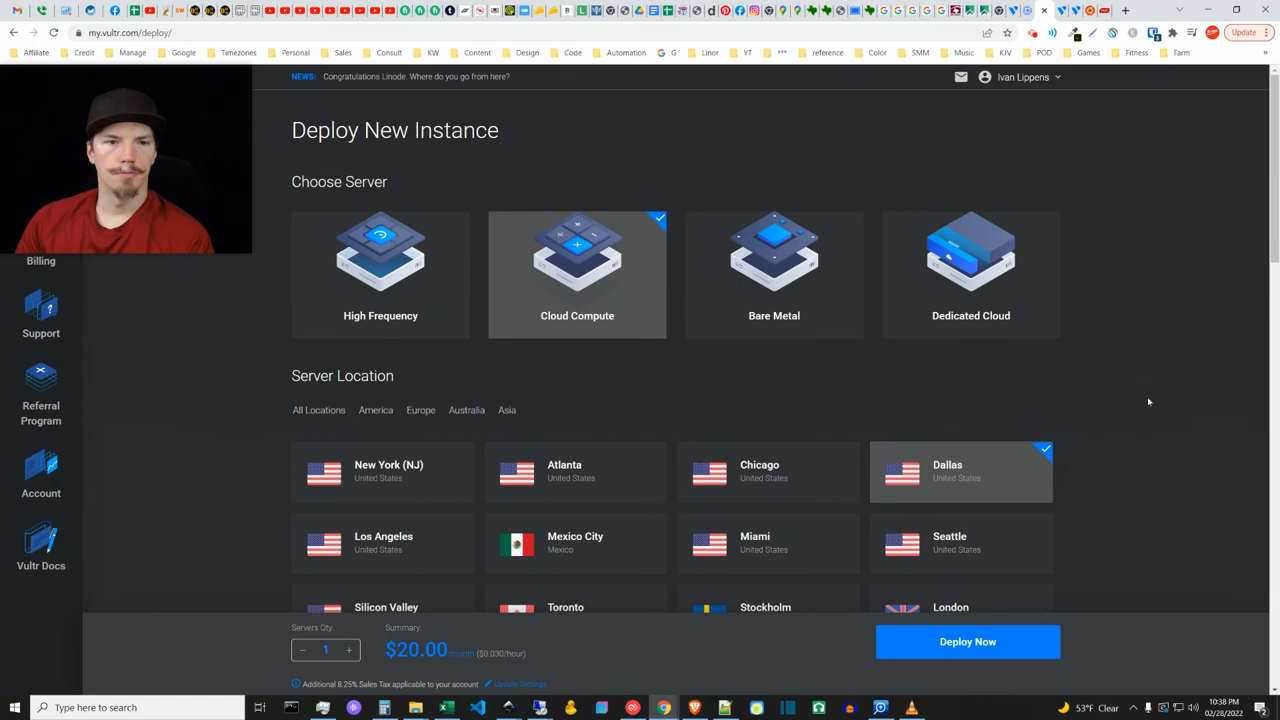 my.vultr.com/deploy/
Update
Affiliate Credit Manage Google Timezones Personal Sales Consult KW Content Design Code Automation G Linor YT *** reference Color SMM Music KJV POD Games Fitness Farm
NEWS: Congratulations Linode. Where do you go from here?
Ivan Lippens
Deploy New Instance
Choose Server
High Frequency
Cloud Compute
Bare Metal
Dedicated Cloud
Billing
Support
Referral
Program
Account
Vultr Docs
Server Location
All Locations America Europe Australia Asia
New York (NJ)
United States
Atlanta
United States
Chicago
United States
Dallas
United States
Los Angeles
United States
Mexico City
Mexico
Miami
United States
Seattle
United States
Silicon Valley
Toronto
Stockholm
London
Servers Qty:
− 1 +
Summary:
$20.00/month ($0.030/hour)
Additional 8.25% Sales Tax applicable to your account Update Settings
Deploy Now
Type here to search
53°F Clear
10:38 PM
02/28/2022